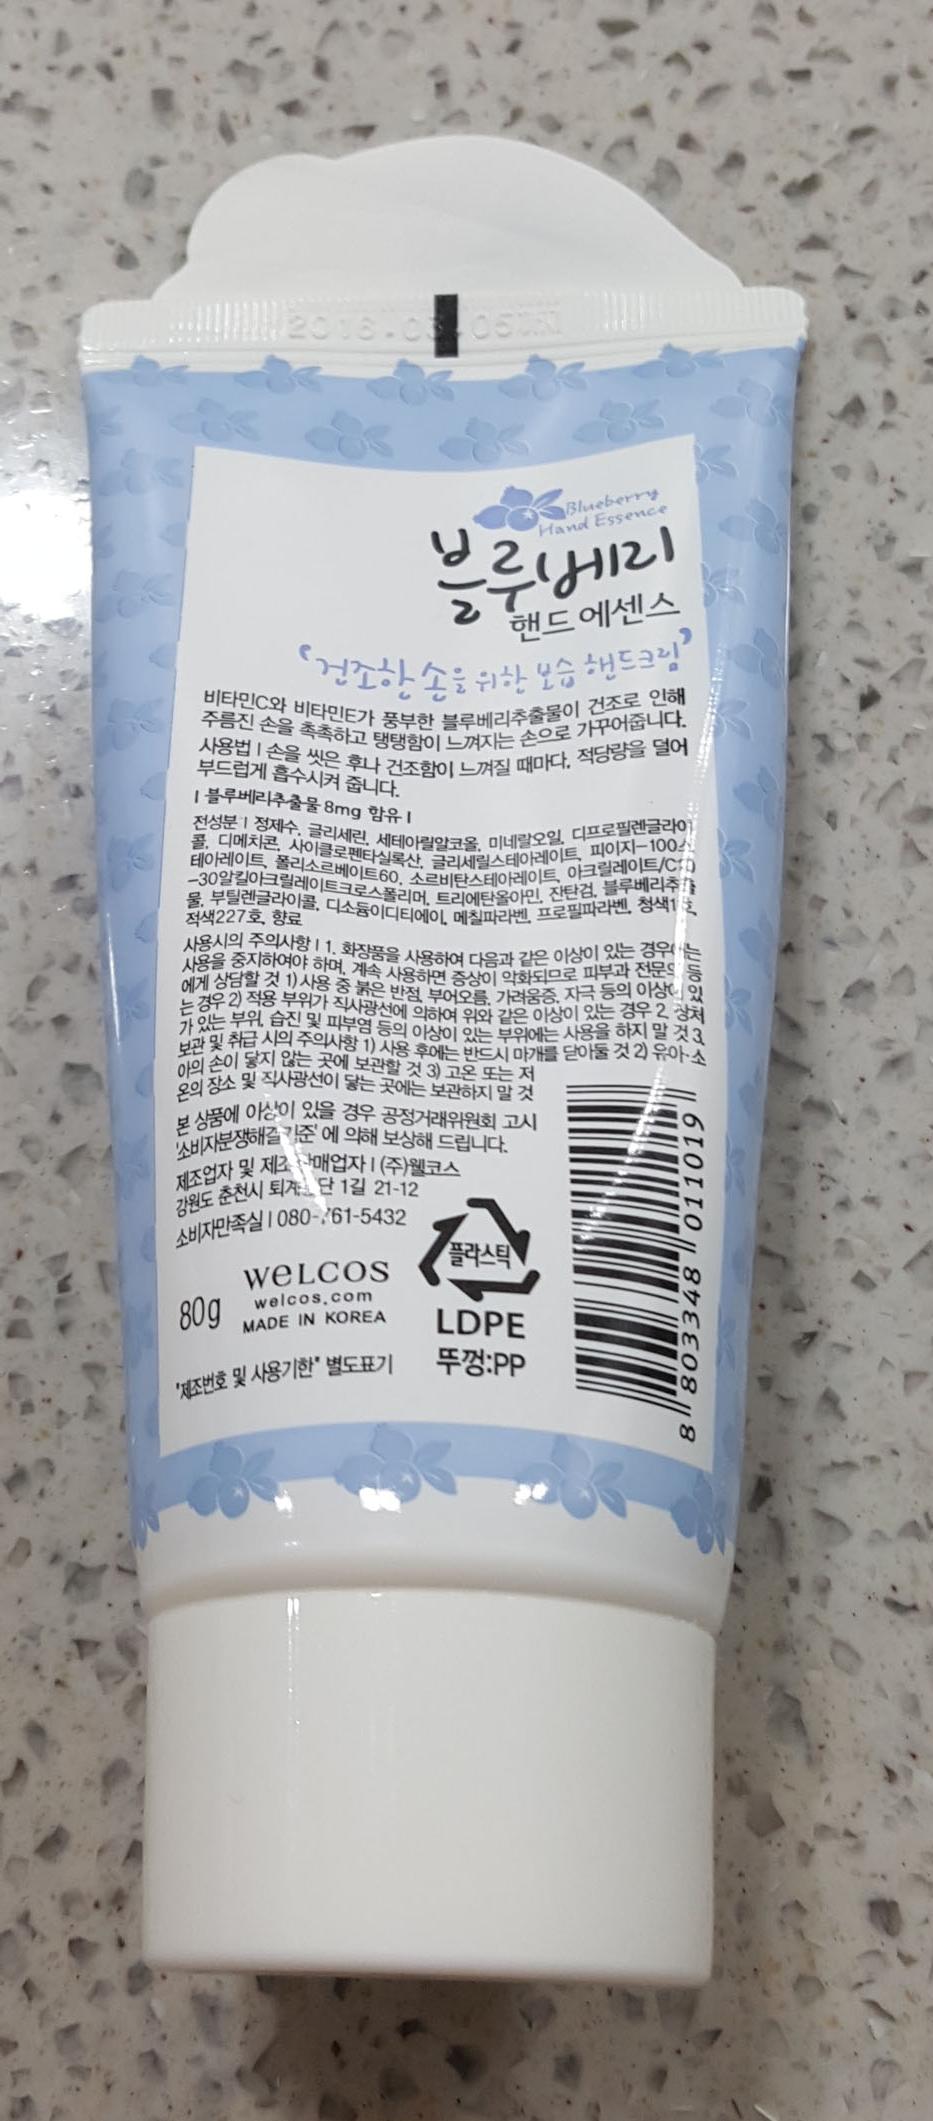 Blueberry
Hand Essence
블루베리
핸드 에센스
'건조한 손을 위한 보습 핸드크림'
비타민C와 비타민E가 풍부한 블루베리추출물이 건조로 인해
주름진 손을 촉촉하고 탱탱함이 느껴지는 손으로 가꾸어줍니다.
사용법 | 손을 씻은 후나 건조함이 느껴질 때마다, 적당량을 덜어
부드럽게 흡수시켜 줍니다.
| 블루베리추출물 8mg 함유 |
전성분 | 정제수, 글리세린, 세테아릴알코올, 미네랄오일, 디프로필렌글라이
콜, 디메치콘, 사이클로펜타실록산, 글리세릴스테아레이트, 피이지-100스
테아레이트, 폴리소르베이트60, 소르비탄스테아레이트, 아크릴레이트/C10
-30알킬아크릴레이트크로스폴리머, 트리에탄올아민, 잔탄검, 블루베리추출
물, 부틸렌글라이콜, 디소듐이디티에이, 메칠파라벤, 프로필파라벤, 청색1호,
적색227호, 향료
사용시의 주의사항 | 1. 화장품을 사용하여 다음과 같은 이상이 있는 경우에는
사용을 중지하여야 하며, 계속 사용하면 증상이 악화되므로 피부과 전문의 등
에게 상담할 것 1) 사용 중 붉은 반점, 부어오름, 가려움증, 자극 등의 이상이 있
는 경우 2) 적용 부위가 직사광선에 의하여 위와 같은 이상이 있는 경우 2. 상처
가 있는 부위, 습진 및 피부염 등의 이상이 있는 부위에는 사용을 하지 말 것 3.
보관 및 취급 시의 주의사항 1) 사용 후에는 반드시 마개를 닫아둘 것 2) 유아·소
아의 손이 닿지 않는 곳에 보관할 것 3) 고온 또는 저
온의 장소 및 직사광선이 닿는 곳에는 보관하지 말 것
본 상품에 이상이 있을 경우 공정거래위원회 고시
'소비자분쟁해결기준' 에 의해 보상해 드립니다.
제조업자 및 제조판매업자 | (주)웰코스
강원도 춘천시 퇴계공단 1길 21-12
소비자만족실 | 080-761-5432
플라스틱
LDPE
뚜껑:PP
80g
WeLCOS
welcos.com
MADE IN KOREA
"제조번호 및 사용기한" 별도표기
8 803348 011019